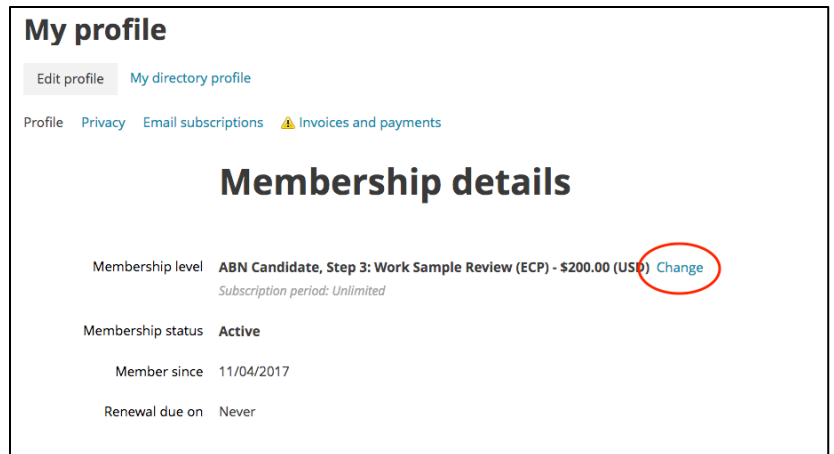 My profile
Edit profile My directory profile
Profile Privacy Email subscriptions Invoices and payments
Membership details
Membership level ABN Candidate, Step 3: Work Sample Review (ECP) - $200.00 (USD) Change
Subscription period: Unlimited
Membership status Active
Member since 11/04/2017
Renewal due on Never